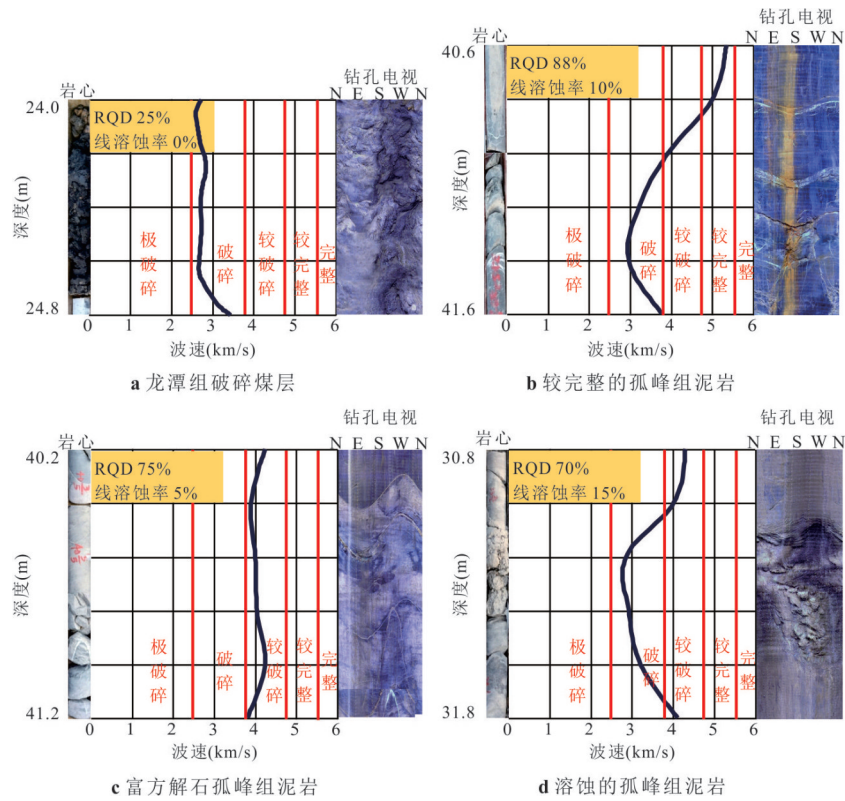 岩心
钻孔电视
N E S W N
24.0
RQD 25%
线溶蚀率 0%
深度(m)
极破碎
破碎
较破碎
较完整
完整
24.8
0 1 2 3 4 5 6
波速(km/s)
a 龙潭组破碎煤层
岩心
钻孔电视
N E S W N
40.6
RQD 88%
线溶蚀率 10%
深度(m)
极破碎
破碎
较破碎
较完整
完整
41.6
0 1 2 3 4 5 6
波速(km/s)
b 较完整的孤峰组泥岩
岩心
钻孔电视
N E S W N
40.2
RQD 75%
线溶蚀率 5%
深度(m)
极破碎
破碎
较破碎
较完整
完整
41.2
0 1 2 3 4 5 6
波速(km/s)
c 富方解石孤峰组泥岩
岩心
钻孔电视
N E S W N
30.8
RQD 70%
线溶蚀率 15%
深度(m)
极破碎
破碎
较破碎
较完整
完整
31.8
0 1 2 3 4 5 6
波速(km/s)
d 溶蚀的孤峰组泥岩